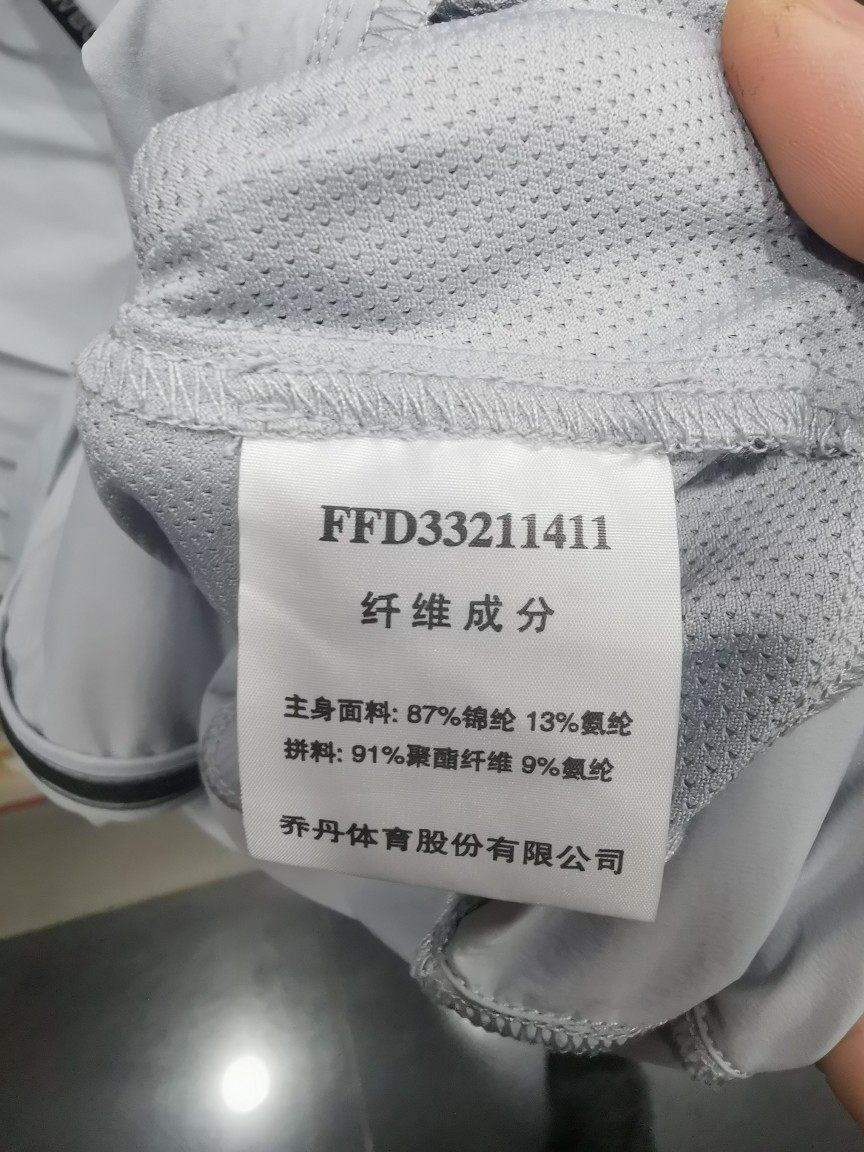 FFD33211411
纤维成分
主身面料: 87%锦纶 13%氨纶
拼料: 91%聚酯纤维 9%氨纶
乔丹体育股份有限公司